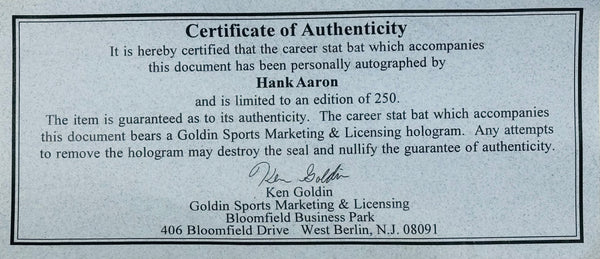 Certificate of Authenticity
It is hereby certified that the career stat bat which accompanies
this document has been personally autographed by
Hank Aaron
and is limited to an edition of 250.
The item is guaranteed as to its authenticity. The career stat bat which accompanies
this document bears a Goldin Sports Marketing & Licensing hologram. Any attempts
to remove the hologram may destroy the seal and nullify the guarantee of authenticity.
Ken Goldin
Ken Goldin
Goldin Sports Marketing & Licensing
Bloomfield Business Park
406 Bloomfield Drive West Berlin, N.J. 08091